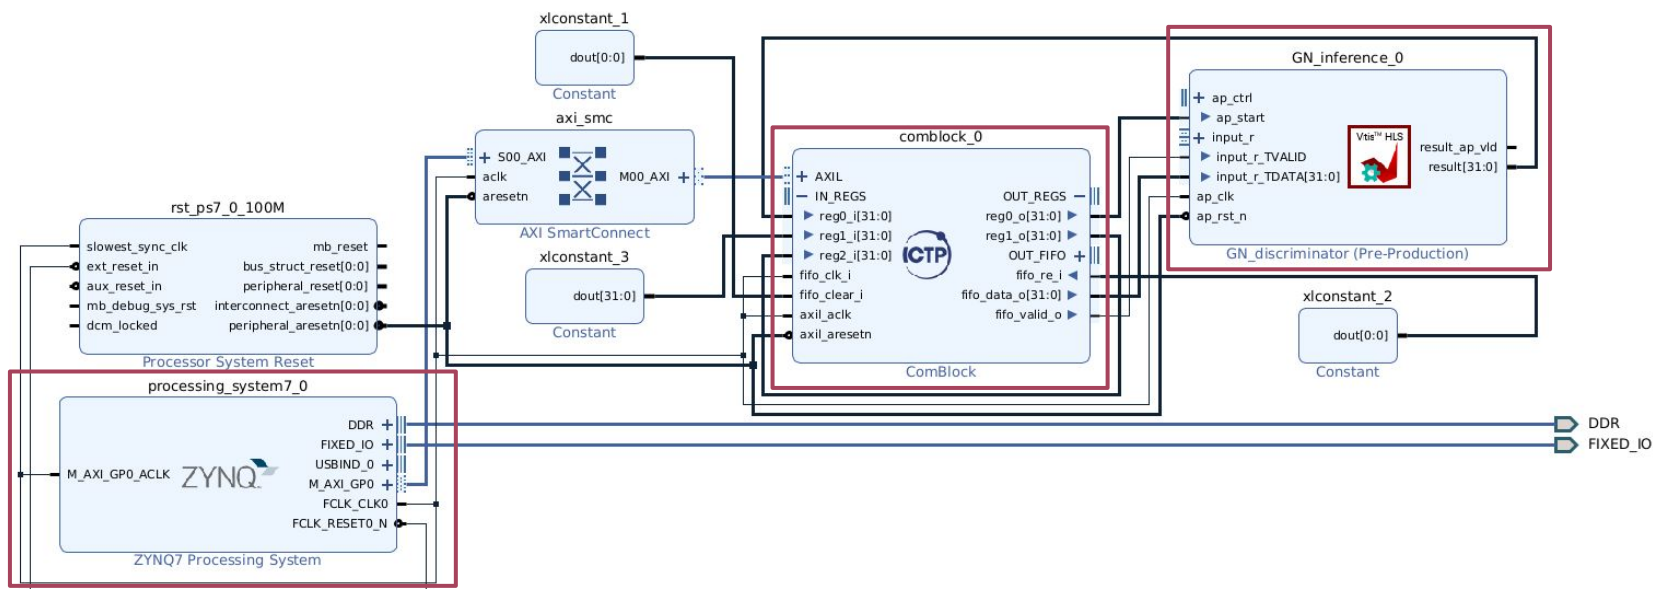 xlconstant_1
dout[0:0]
Constant
axi_smc
S00_AXI
aclk
aresetn
M00_AXI
AXI SmartConnect
xlconstant_3
dout[31:0]
Constant
rst_ps7_0_100M
slowest_sync_clk
ext_reset_in
aux_reset_in
mb_debug_sys_rst
dcm_locked
mb_reset
bus_struct_reset[0:0]
peripheral_reset[0:0]
interconnect_aresetn[0:0]
peripheral_aresetn[0:0]
Processor System Reset
processing_system7_0
M_AXI_GP0_ACLK
ZYNQ
DDR
FIXED_IO
USBIND_0
M_AXI_GP0
FCLK_CLK0
FCLK_RESET0_N
ZYNQ7 Processing System
comblock_0
AXIL
IN_REGS
reg0_i[31:0]
reg1_i[31:0]
reg2_i[31:0]
fifo_clk_i
fifo_clear_i
axil_aclk
axil_aresetn
ICTP
OUT_REGS
reg0_o[31:0]
reg1_o[31:0]
OUT_FIFO
fifo_re_i
fifo_data_o[31:0]
fifo_valid_o
ComBlock
GN_inference_0
ap_ctrl
ap_start
input_r
input_r_TVALID
input_r_TDATA[31:0]
ap_clk
ap_rst_n
Vitis™ HLS
result_ap_vld
result[31:0]
GN_discriminator (Pre-Production)
xlconstant_2
dout[0:0]
Constant
DDR
FIXED_IO